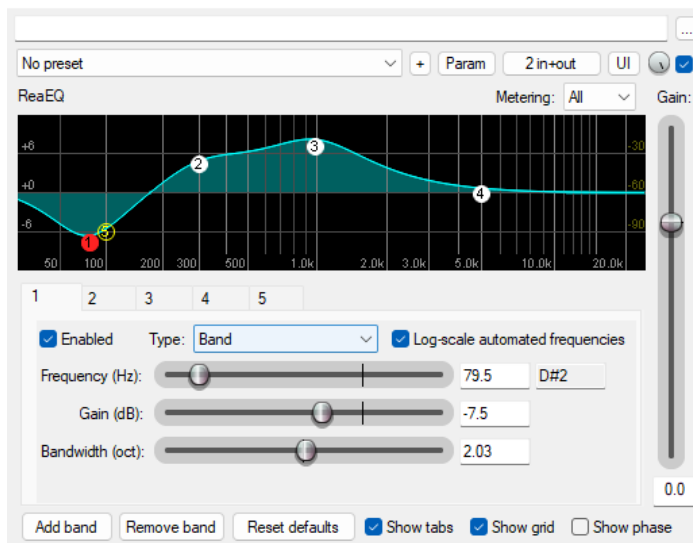 ...
No preset + Param 2 in+out UI
ReaEQ Metering: All Gain:
+6 -30
+0 -60
-6 -90
1 2 3 4 5
50 100 200 300 500 1.0k 2.0k 3.0k 5.0k 10.0k 20.0k
1 2 3 4 5
Enabled Type: Band Log-scale automated frequencies
Frequency (Hz): 79.5 D#2
Gain (dB): -7.5
Bandwidth (oct): 2.03
0.0
Add band Remove band Reset defaults Show tabs Show grid Show phase